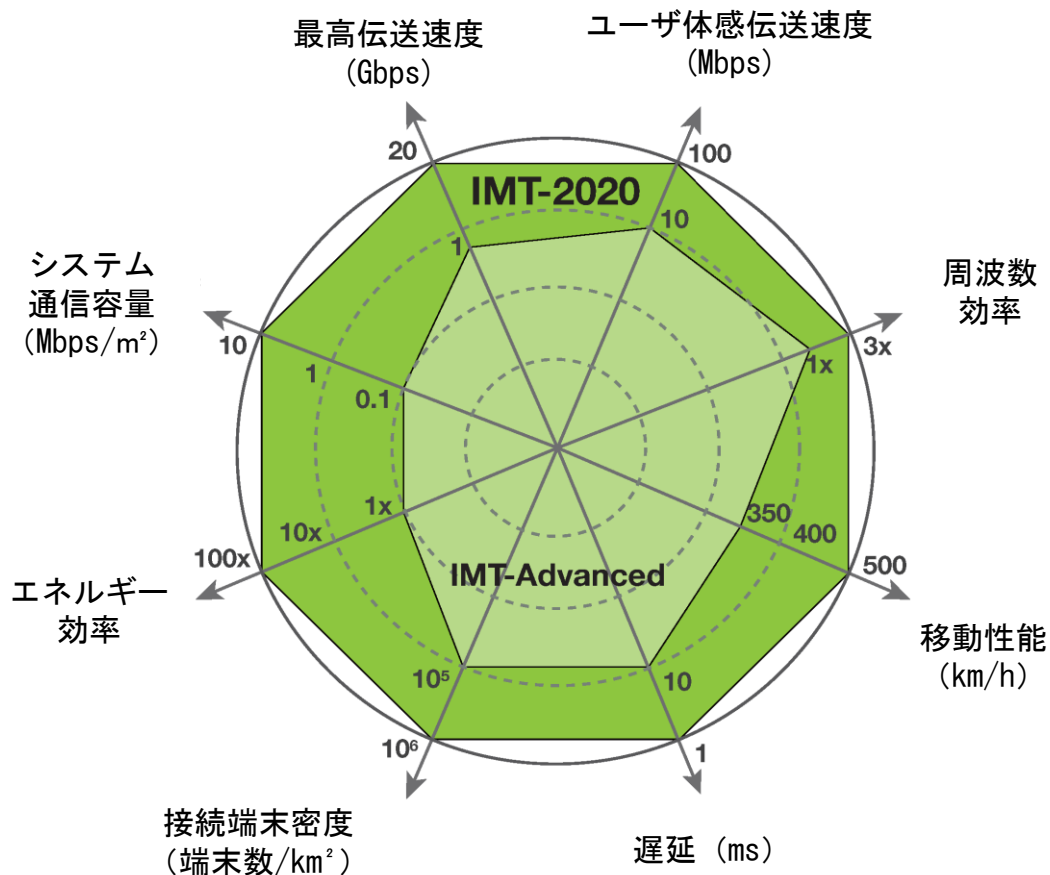 最高伝送速度
(Gbps)
ユーザ体感伝送速度
(Mbps)
20
100
IMT-2020
1
10
システム
通信容量
(Mbps/㎡)
周波数
効率
10
1
0.1
3x
1x
100x
10x
1x
350
400
500
エネルギー
効率
IMT-Advanced
移動性能
(km/h)
10⁵
10
10⁶
1
接続端末密度
(端末数/km²)
遅延 (ms)